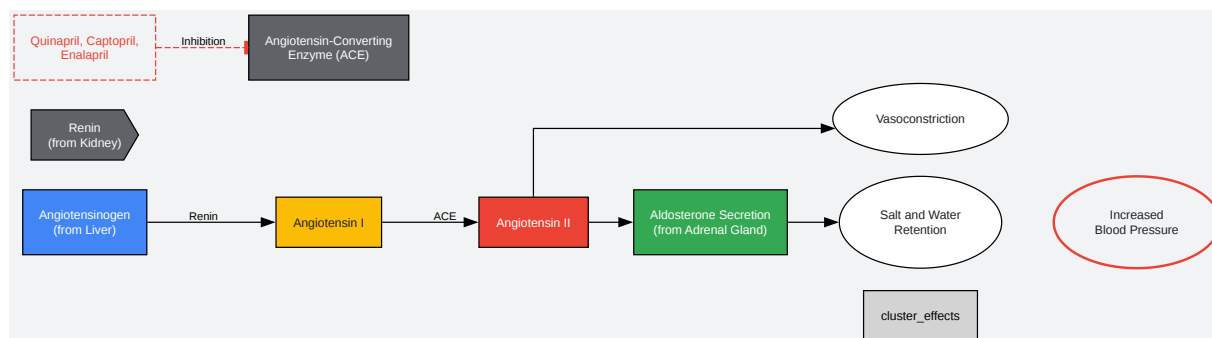 Quinapril, Captopril,
Enalapril
Inhibition
Angiotensin-Converting
Enzyme (ACE)
Renin
(from Kidney)
Vasoconstriction
Angiotensinogen
(from Liver)
Renin
Angiotensin I
ACE
Angiotensin II
Aldosterone Secretion
(from Adrenal Gland)
Salt and Water
Retention
Increased
Blood Pressure
cluster_effects